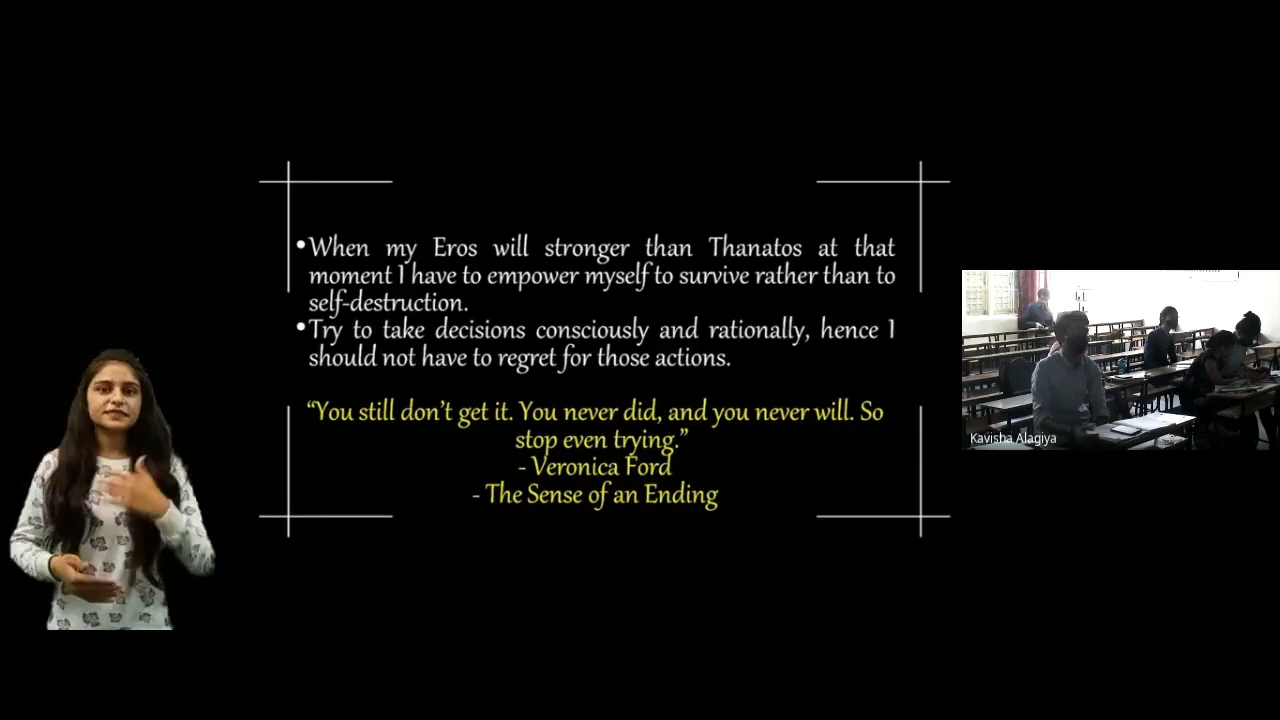 •When my Eros will stronger than Thanatos at that
moment I have to empower myself to survive rather than to
self-destruction.
•Try to take decisions consciously and rationally, hence I
should not have to regret for those actions.
“You still don’t get it. You never did, and you never will. So
stop even trying.”
- Veronica Ford
- The Sense of an Ending
Kavisha Alagiya